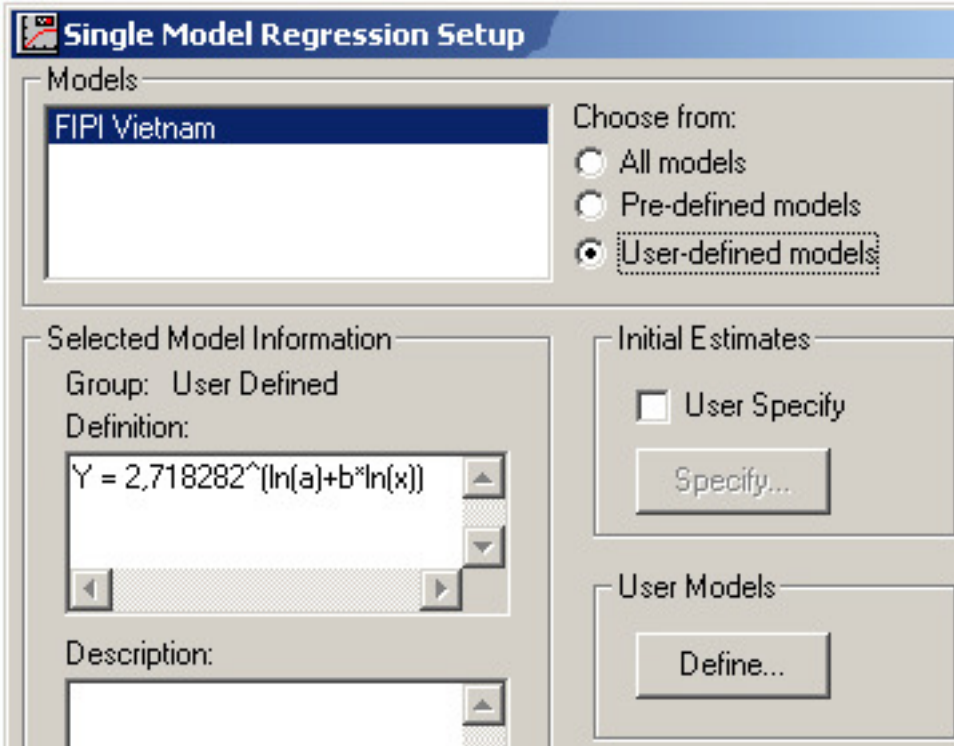 Single Model Regression Setup
Models
FIPI Vietnam
Choose from:
All models
Pre-defined models
User-defined models
Selected Model Information
Group: User Defined
Definition:
Y = 2,718282^(ln(a)+b*ln(x))
Description:
Initial Estimates
User Specify
Specify...
User Models
Define...